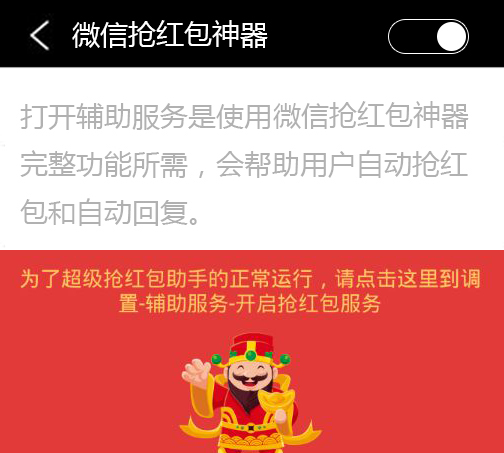 微信抢红包神器
打开辅助服务是使用微信抢红包神器
完整功能所需，会帮助用户自动抢红
包和自动回复。
为了超级抢红包助手的正常运行，请点击这里到调
置-辅助服务-开启抢红包服务